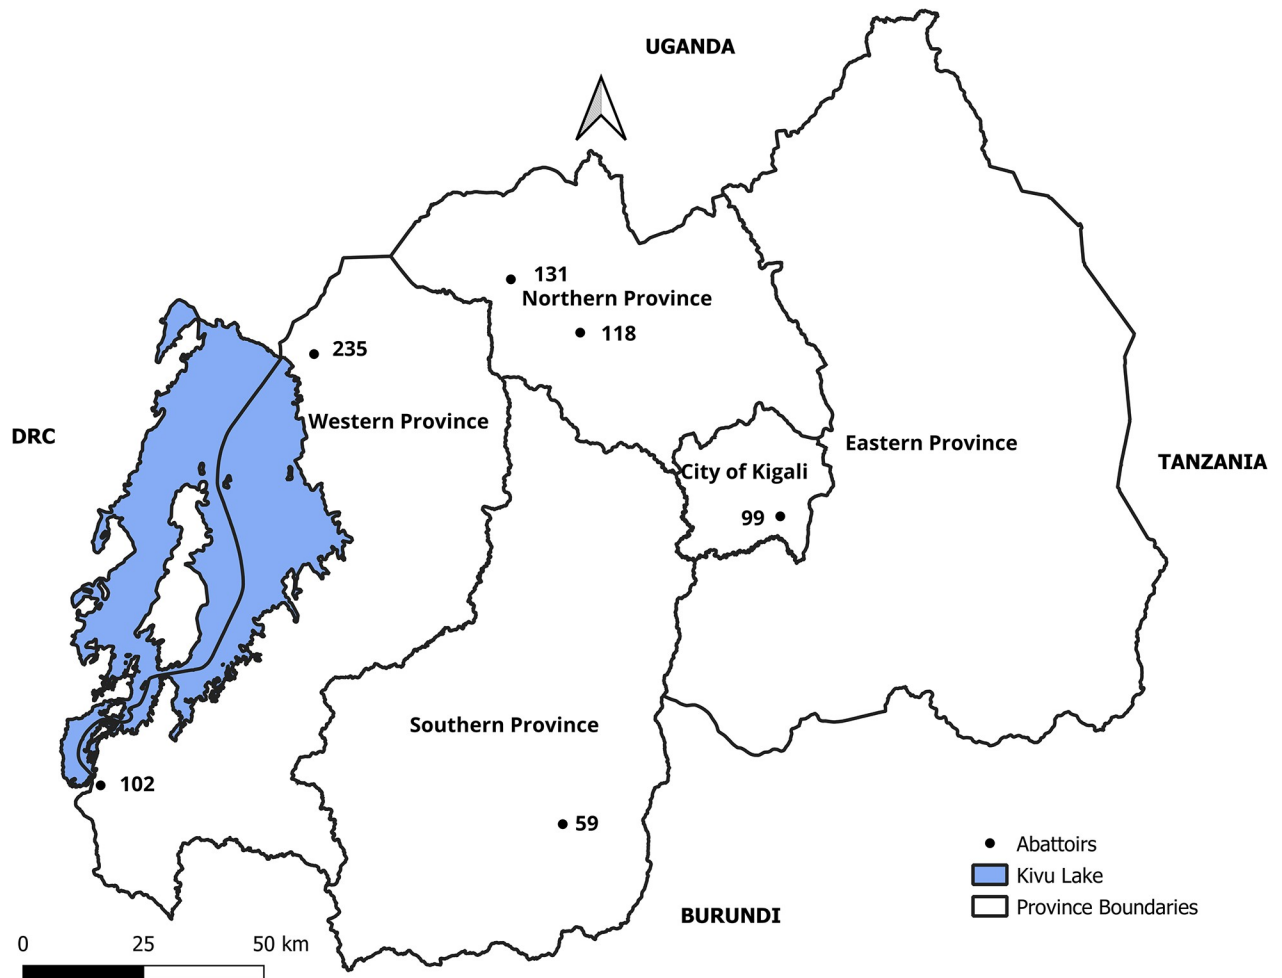 UGANDA
131
Northern Province
118
235
Western Province
DRC
Eastern Province
TANZANIA
City of Kigali
99
Southern Province
102
59
Abattoirs
Kivu Lake
Province Boundaries
BURUNDI
0 25 50 km